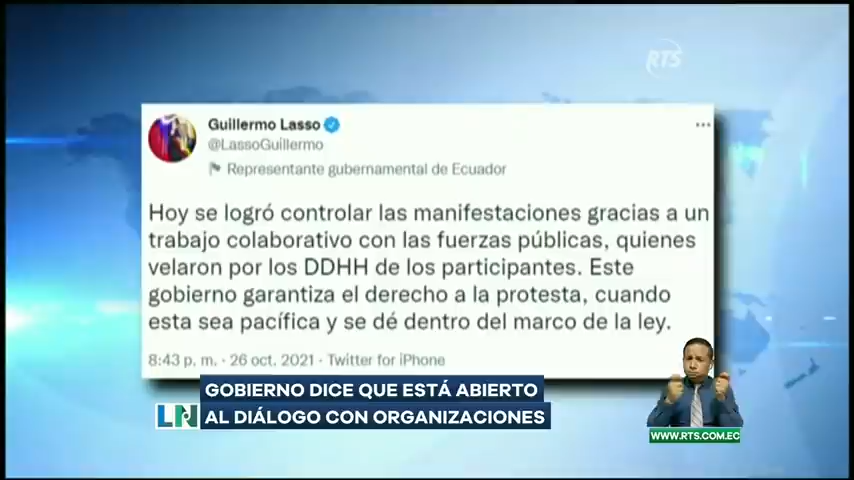 RTS
Guillermo Lasso
@LassoGuillermo
Representante gubernamental de Ecuador
Hoy se logró controlar las manifestaciones gracias a un
trabajo colaborativo con las fuerzas públicas, quienes
velaron por los DDHH de los participantes. Este
gobierno garantiza el derecho a la protesta, cuando
esta sea pacífica y se dé dentro del marco de la ley.
8:43 p. m. · 26 oct. 2021 · Twitter for iPhone
GOBIERNO DICE QUE ESTÁ ABIERTO
LN AL DIÁLOGO CON ORGANIZACIONES
WWW.RTS.COM.EC